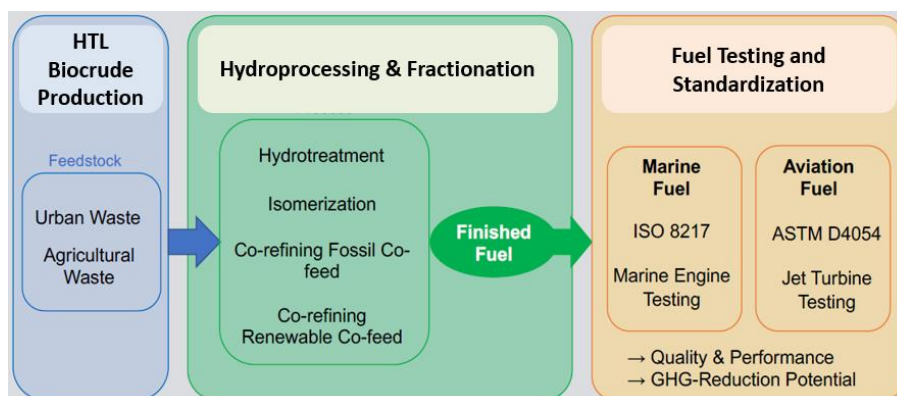 HTL
Biocrude
Production
Feedstock
Urban Waste
Agricultural
Waste
Hydroprocessing & Fractionation
Hydrotreatment
Isomerization
Co-refining Fossil Co-
feed
Co-refining
Renewable Co-feed
Finished
Fuel
Fuel Testing and
Standardization
Marine
Fuel
ISO 8217
Marine Engine
Testing
Aviation
Fuel
ASTM D4054
Jet Turbine
Testing
→ Quality & Performance
→ GHG-Reduction Potential